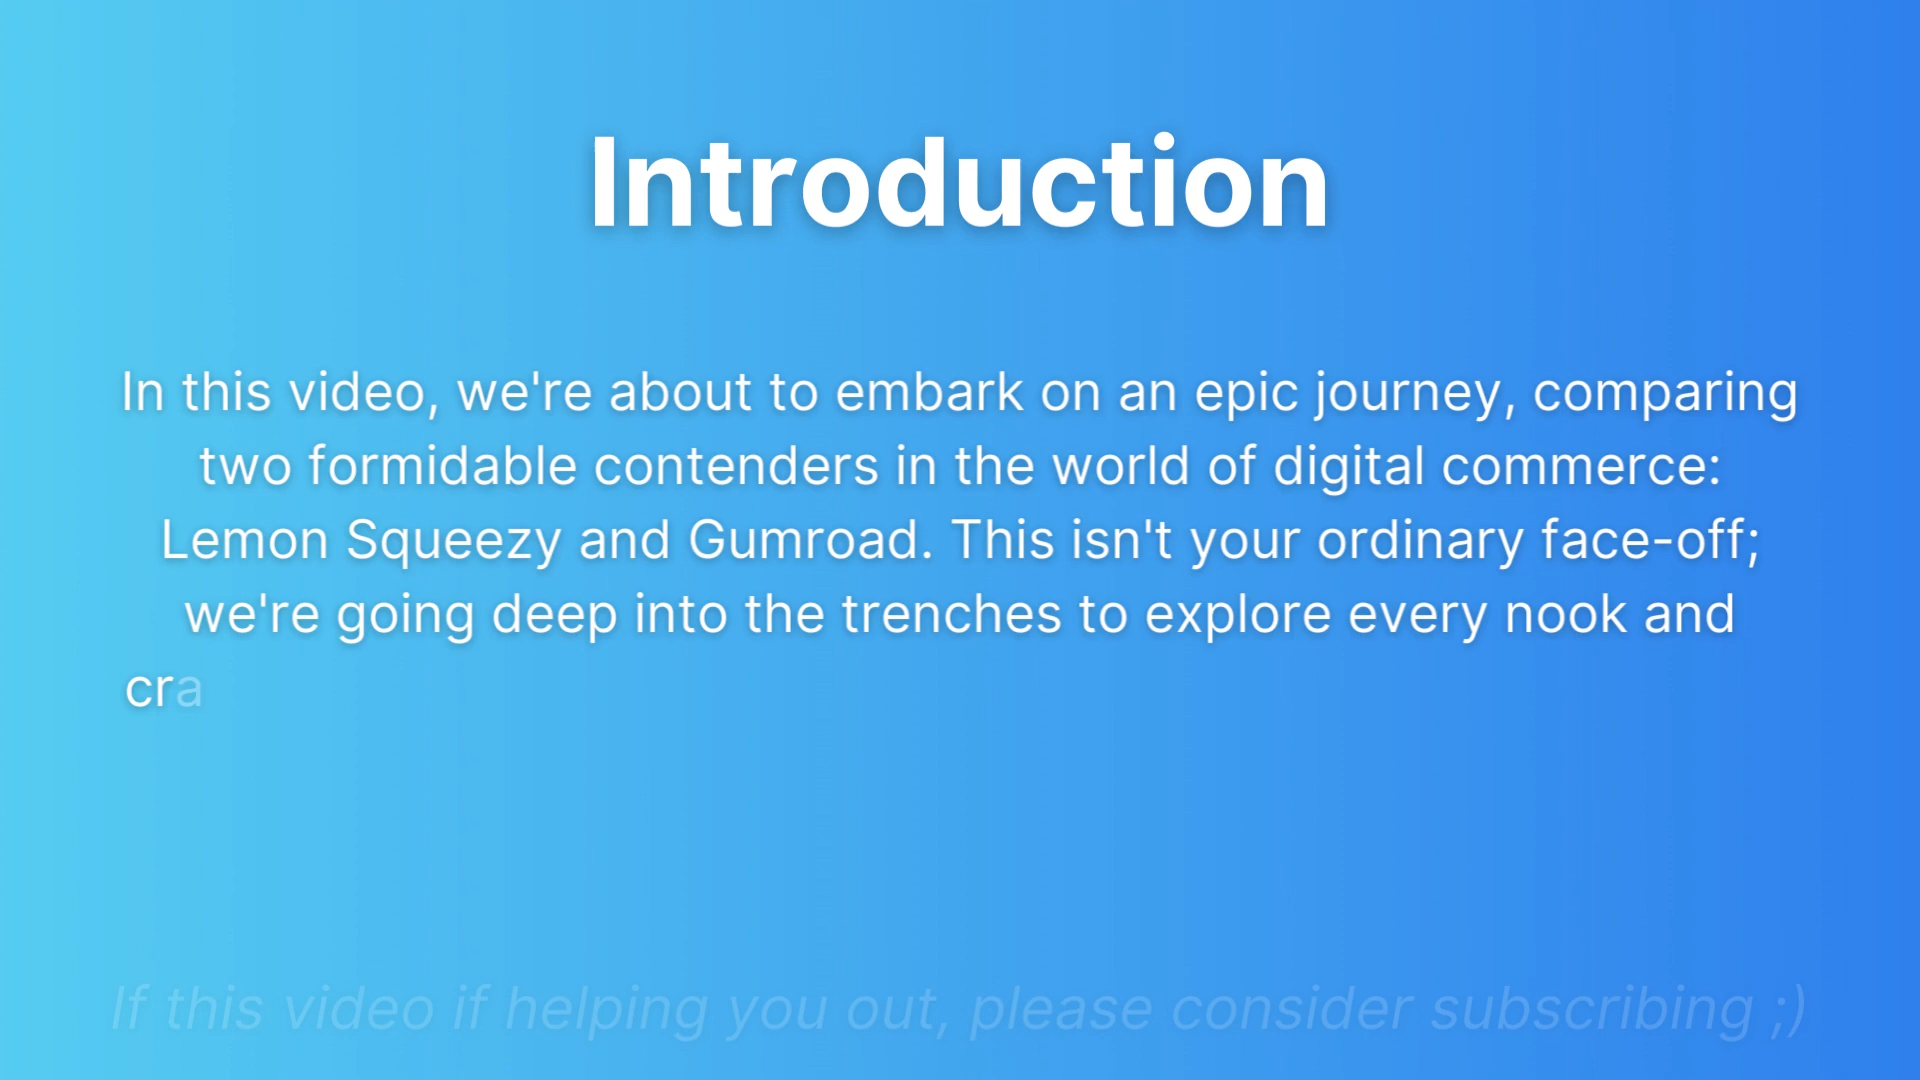 Introduction
In this video, we're about to embark on an epic journey, comparing
two formidable contenders in the world of digital commerce:
Lemon Squeezy and Gumroad. This isn't your ordinary face-off;
we're going deep into the trenches to explore every nook and
cra
If this video if helping you out, please consider subscribing ;)